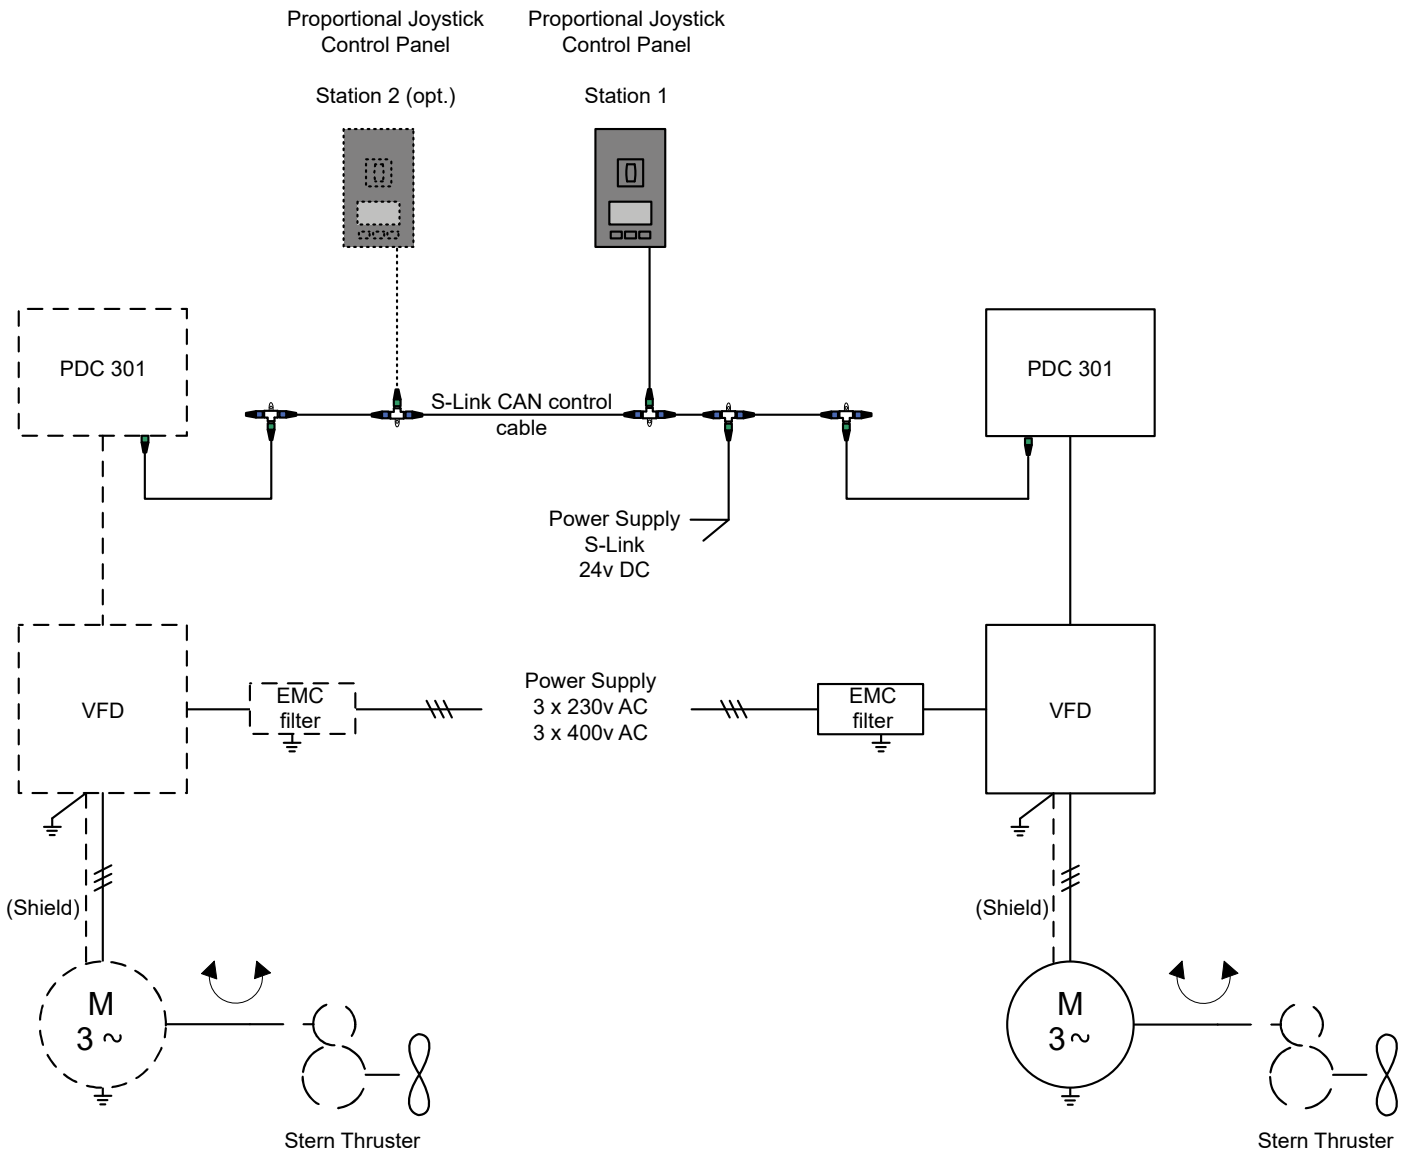 Proportional Joystick
Control Panel
Station 2 (opt.)
Proportional Joystick
Control Panel
Station 1
PDC 301
S-Link CAN control
cable
PDC 301
Power Supply
S-Link
24v DC
VFD
EMC
filter
Power Supply
3 x 230v AC
3 x 400v AC
EMC
filter
VFD
(Shield)
(Shield)
M
3 ~
M
3 ~
Stern Thruster
Stern Thruster